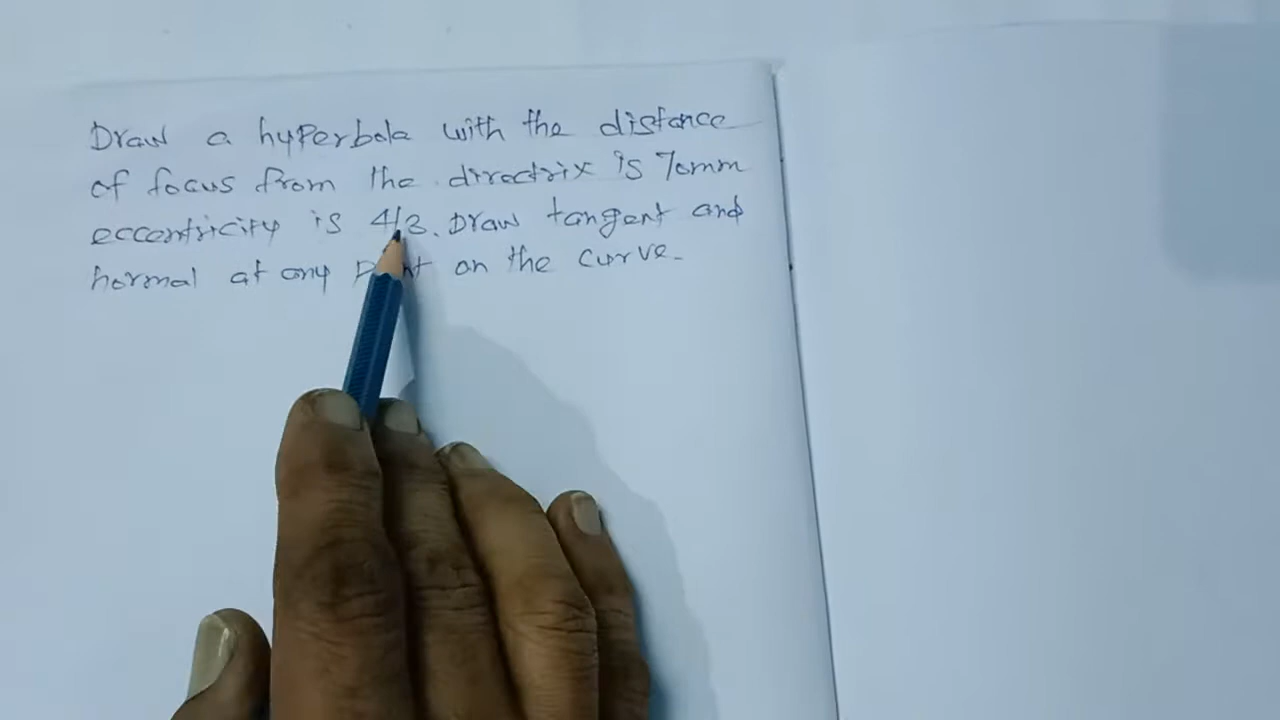 Draw a hyperbola with the distance
of focus from the directrix is 70mm
eccentricity is 4/3. Draw tangent and
normal at any on the curve.